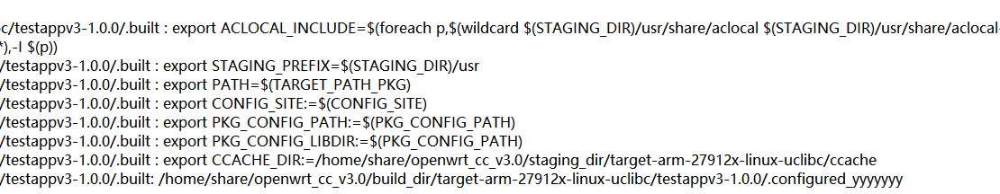 c/testappv3-1.0.0/.built : export ACLOCAL_INCLUDE=$(foreach p,$(wildcard $(STAGING_DIR)/usr/share/aclocal $(STAGING_DIR)/usr/share/aclocal-
*),-I $(p))
/testappv3-1.0.0/.built : export STAGING_PREFIX=$(STAGING_DIR)/usr
/testappv3-1.0.0/.built : export PATH=$(TARGET_PATH_PKG)
/testappv3-1.0.0/.built : export CONFIG_SITE:=$(CONFIG_SITE)
/testappv3-1.0.0/.built : export PKG_CONFIG_PATH:=$(PKG_CONFIG_PATH)
/testappv3-1.0.0/.built : export PKG_CONFIG_LIBDIR:=$(PKG_CONFIG_PATH)
/testappv3-1.0.0/.built : export CCACHE_DIR:=/home/share/openwrt_cc_v3.0/staging_dir/target-arm-27912x-linux-uclibc/ccache
/testappv3-1.0.0/.built: /home/share/openwrt_cc_v3.0/build_dir/target-arm-27912x-linux-uclibc/testappv3-1.0.0/.configured_yyyyyyy